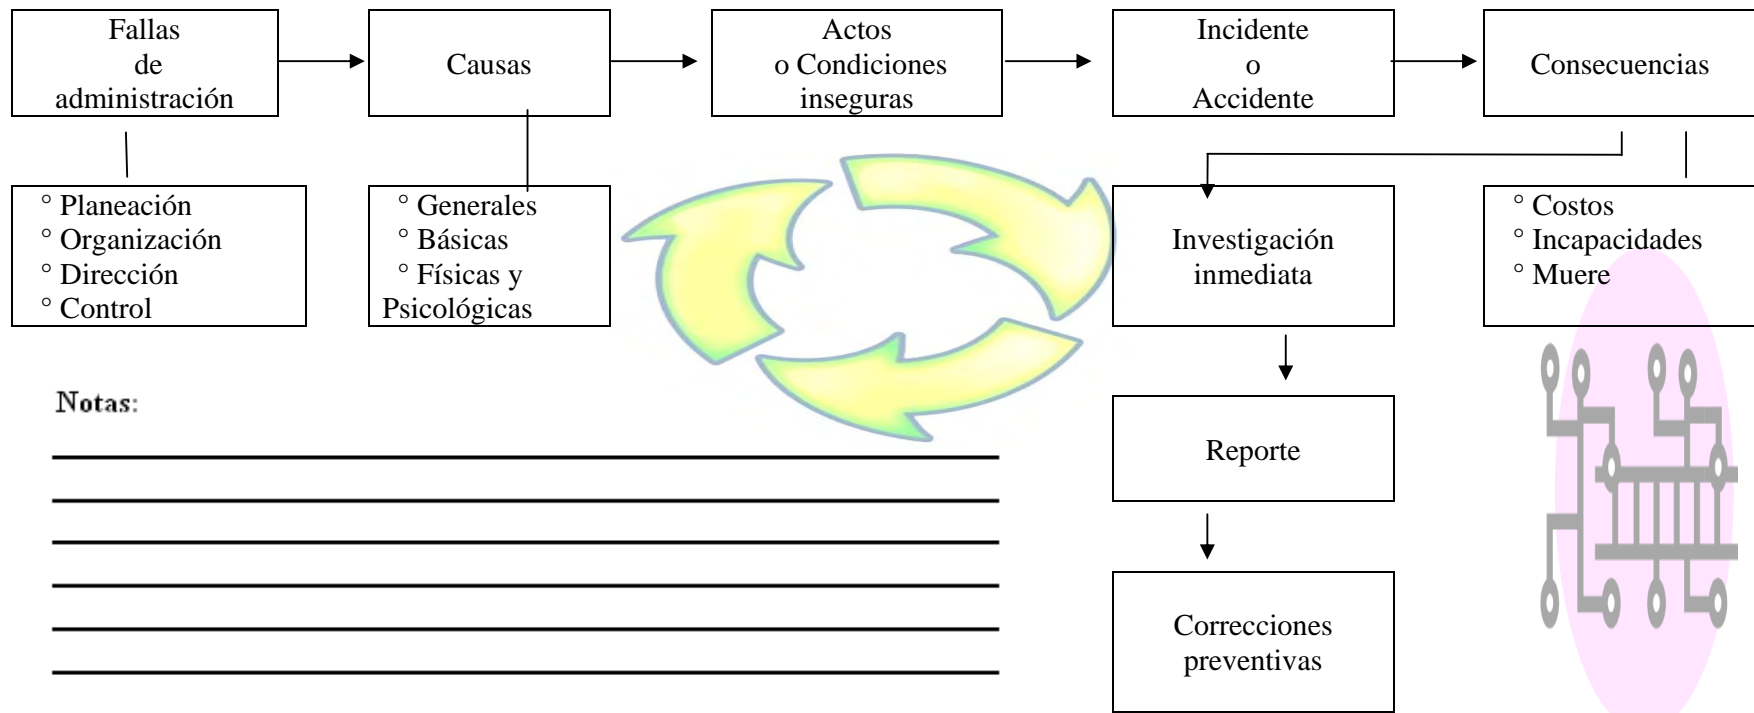 Fallas
de
administración
Causas
Actos
o Condiciones
inseguras
Incidente
o
Accidente
Consecuencias
° Planeación
° Organización
° Dirección
° Control
° Generales
° Básicas
° Físicas y
Psicológicas
Investigación
inmediata
° Costos
° Incapacidades
° Muere
Notas:
Reporte
Correcciones
preventivas